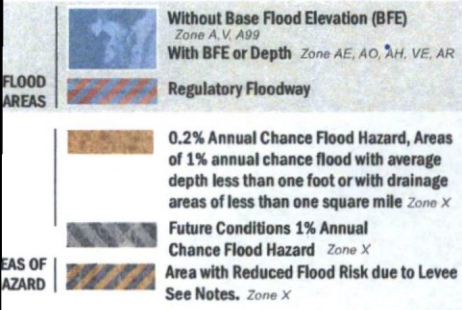 Without Base Flood Elevation (BFE)
Zone A, V, A99
With BFE or Depth Zone AE, AO, AH, VE, AR
FLOOD
AREAS
Regulatory Floodway
0.2% Annual Chance Flood Hazard, Areas
of 1% annual chance flood with average
depth less than one foot or with drainage
areas of less than one square mile Zone X
Future Conditions 1% Annual
Chance Flood Hazard Zone X
EAS OF
AZARD
Area with Reduced Flood Risk due to Levee
See Notes. Zone X